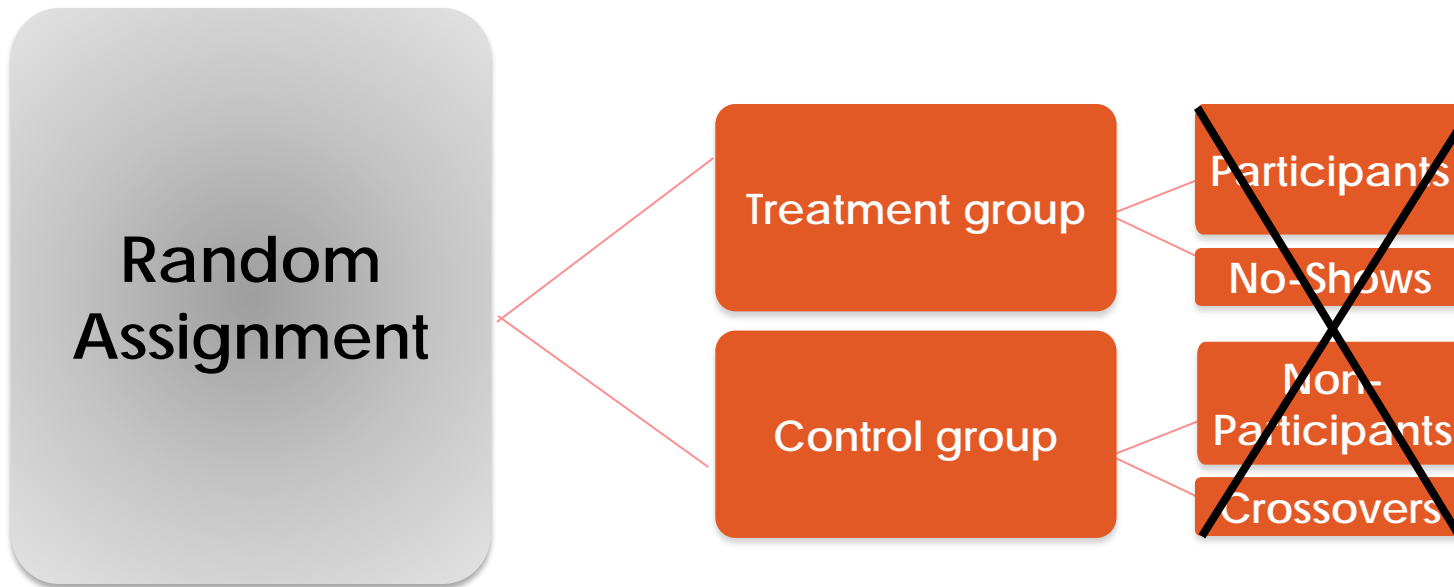 Random
Assignment
Treatment group
Participants
No-Shows
Control group
Non-
Participants
Crossovers